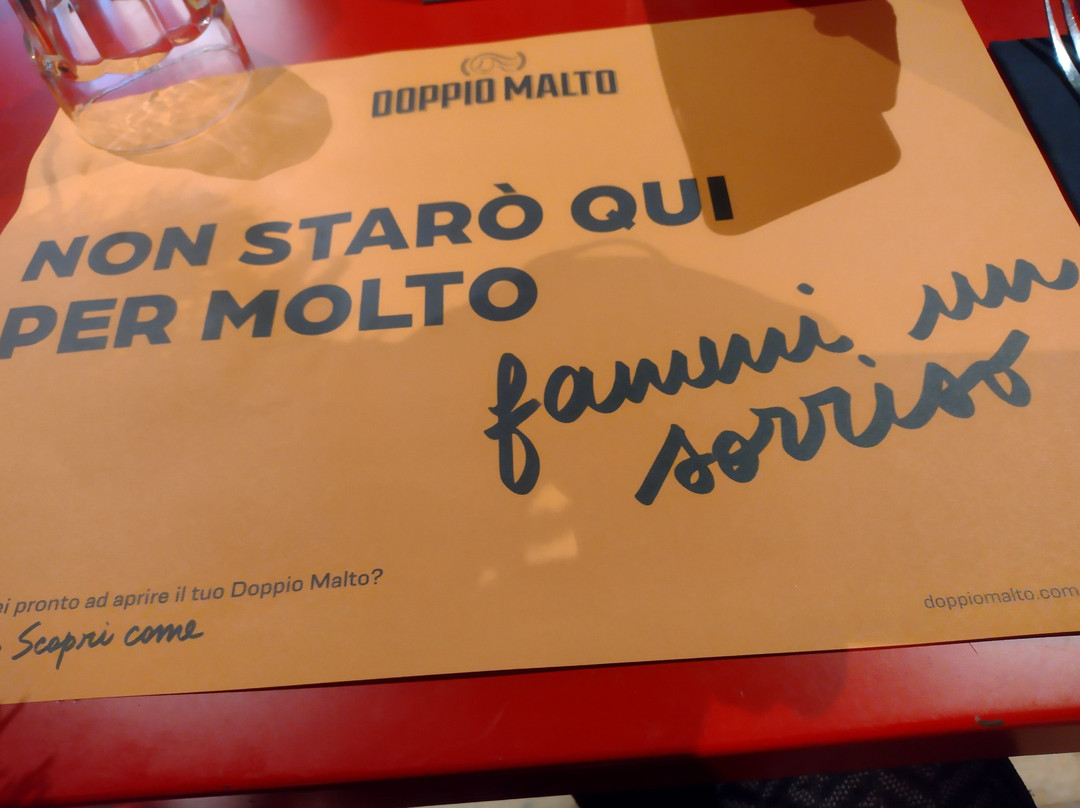 DOPPIO MALTO
NON STARÒ QUI
PER MOLTO
fammi un
sorriso
ei pronto ad aprire il tuo Doppio Malto?
Scopri come
doppiomalto.com